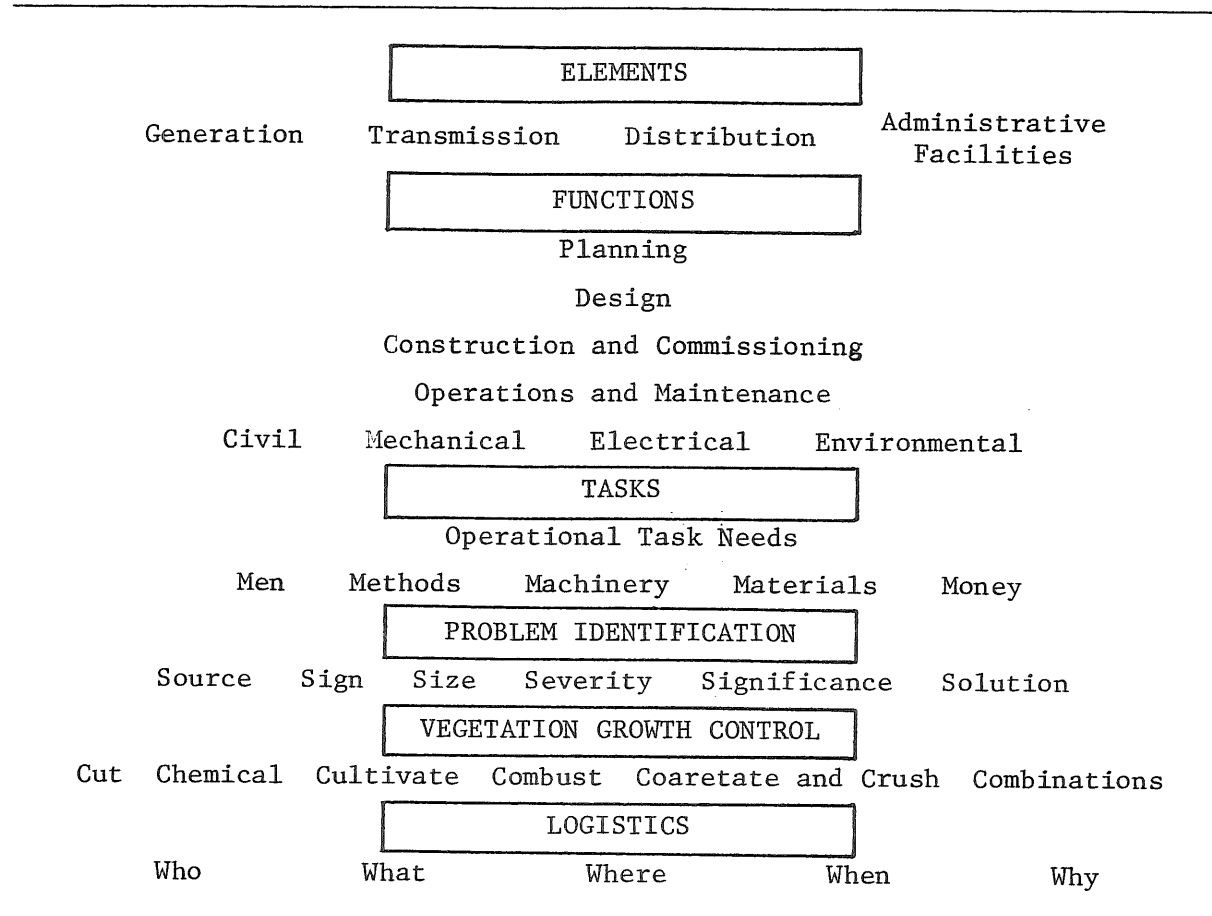 ELEMENTS
Generation Transmission Distribution Administrative Facilities
FUNCTIONS
Planning
Design
Construction and Commissioning
Operations and Maintenance
Civil Mechanical Electrical Environmental
TASKS
Operational Task Needs
Men Methods Machinery Materials Money
PROBLEM IDENTIFICATION
Source Sign Size Severity Significance Solution
VEGETATION GROWTH CONTROL
Cut Chemical Cultivate Combust Coaretate and Crush Combinations
LOGISTICS
Who What Where When Why